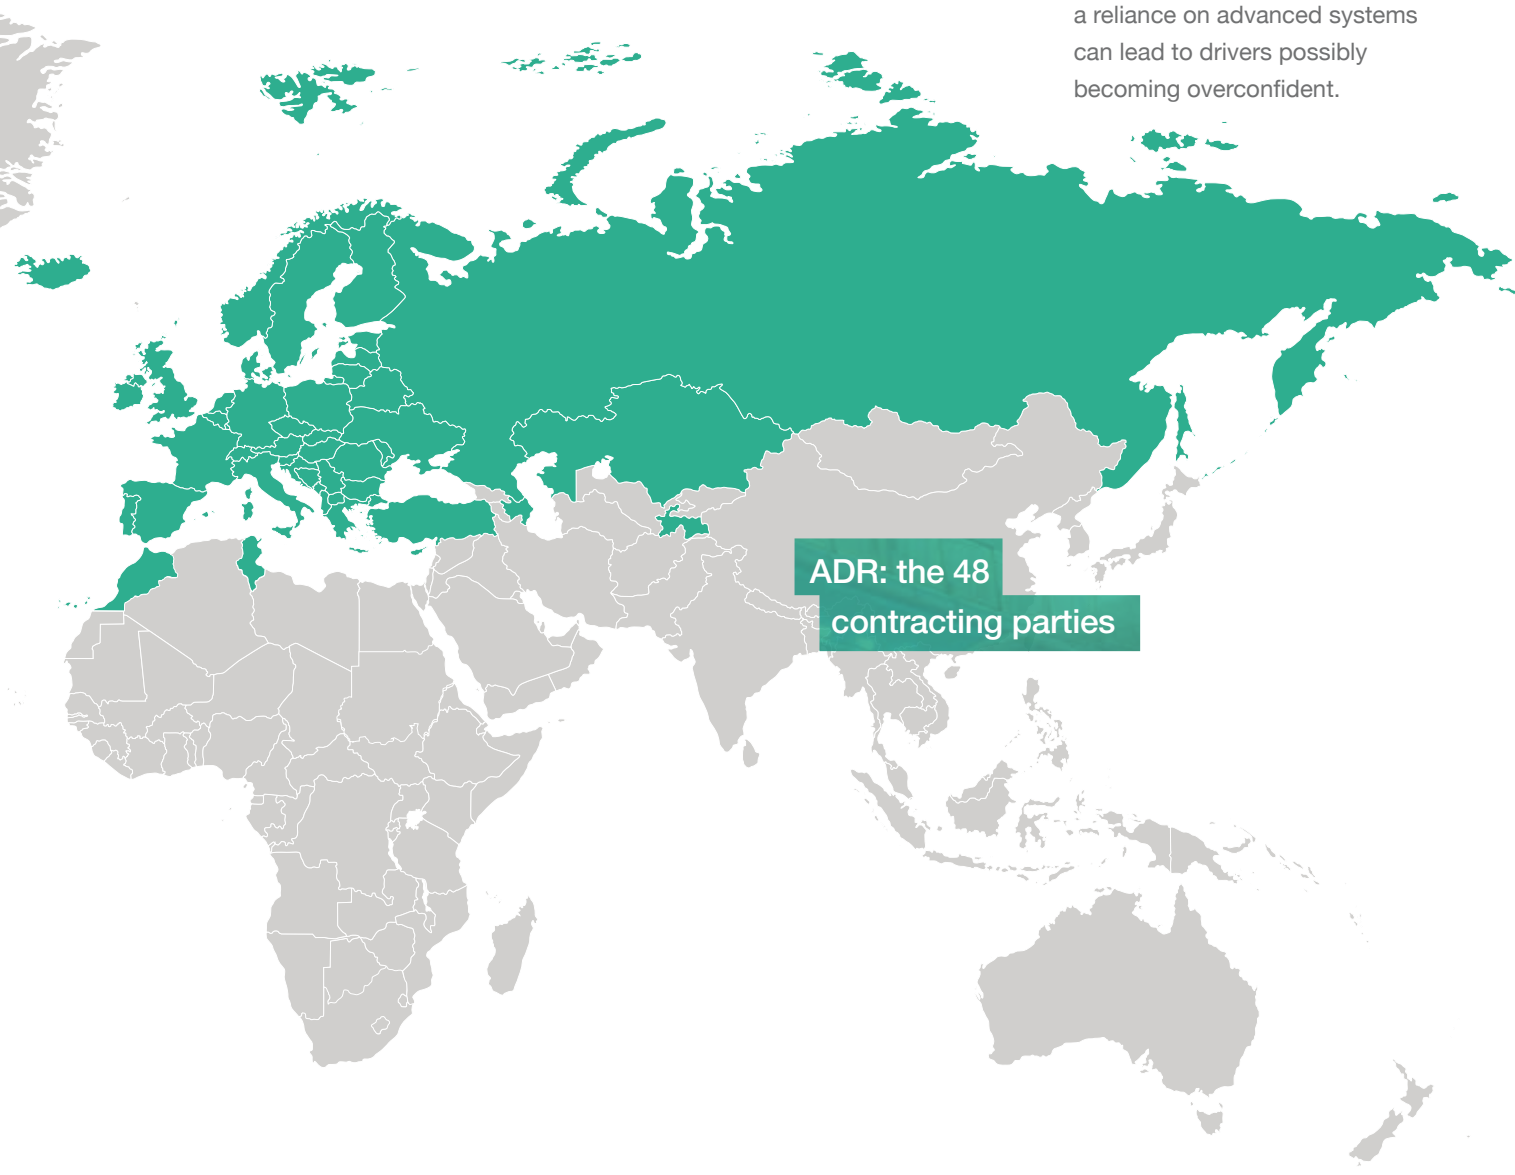 a reliance on advanced systems
can lead to drivers possibly
becoming overconfident.
ADR: the 48
contracting parties